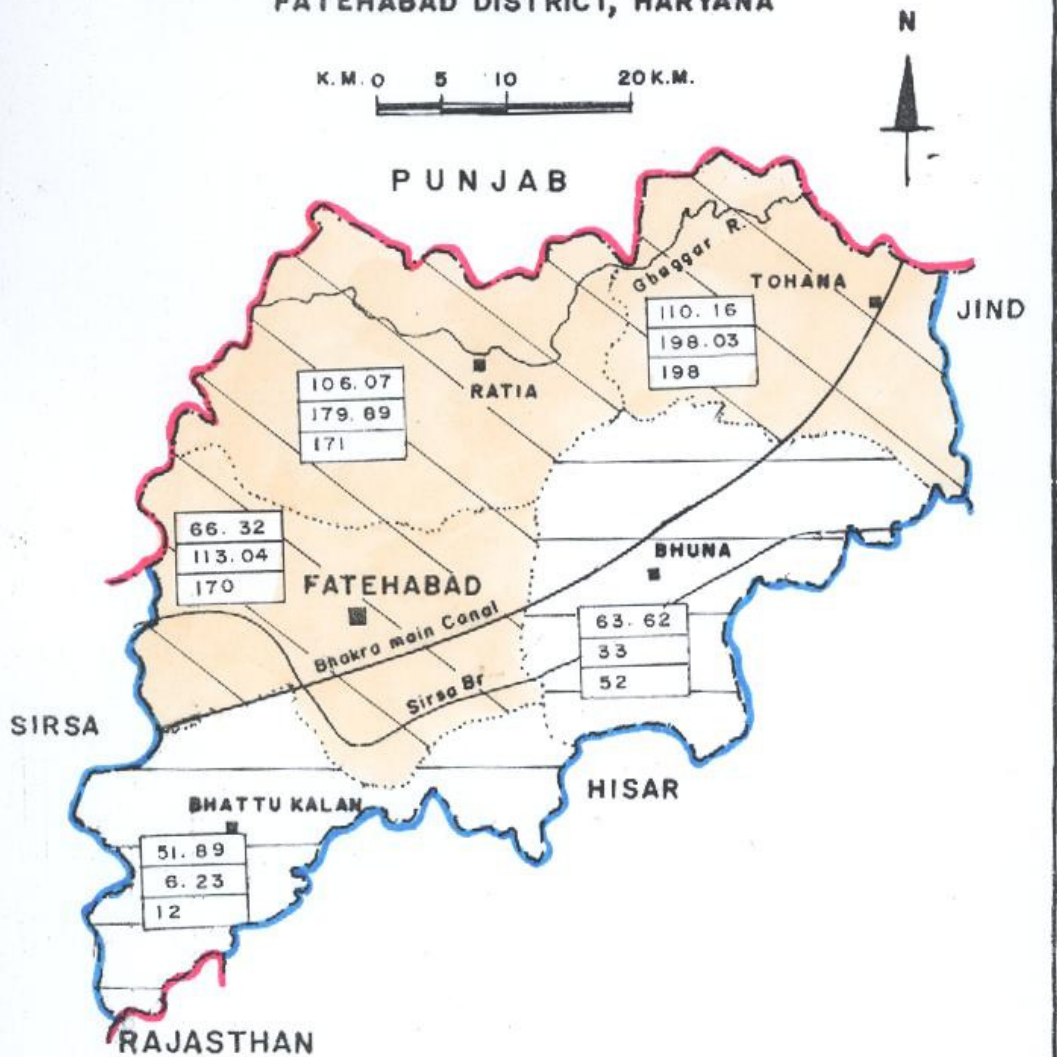 FATEHABAD DISTRICT, HARYANA
N
K.M. 0 5 10 20 K.M.
PUNJAB
Ghaggar R.
TOHANA
JIND
110.16
198.03
198
RATIA
106.07
179.89
171
66.32
113.04
170
FATEHABAD
BHUNA
Bhakra main Canal
63.62
33
52
Sirsa Br
SIRSA
HISAR
BHATTU KALAN
51.89
6.23
12
RAJASTHAN